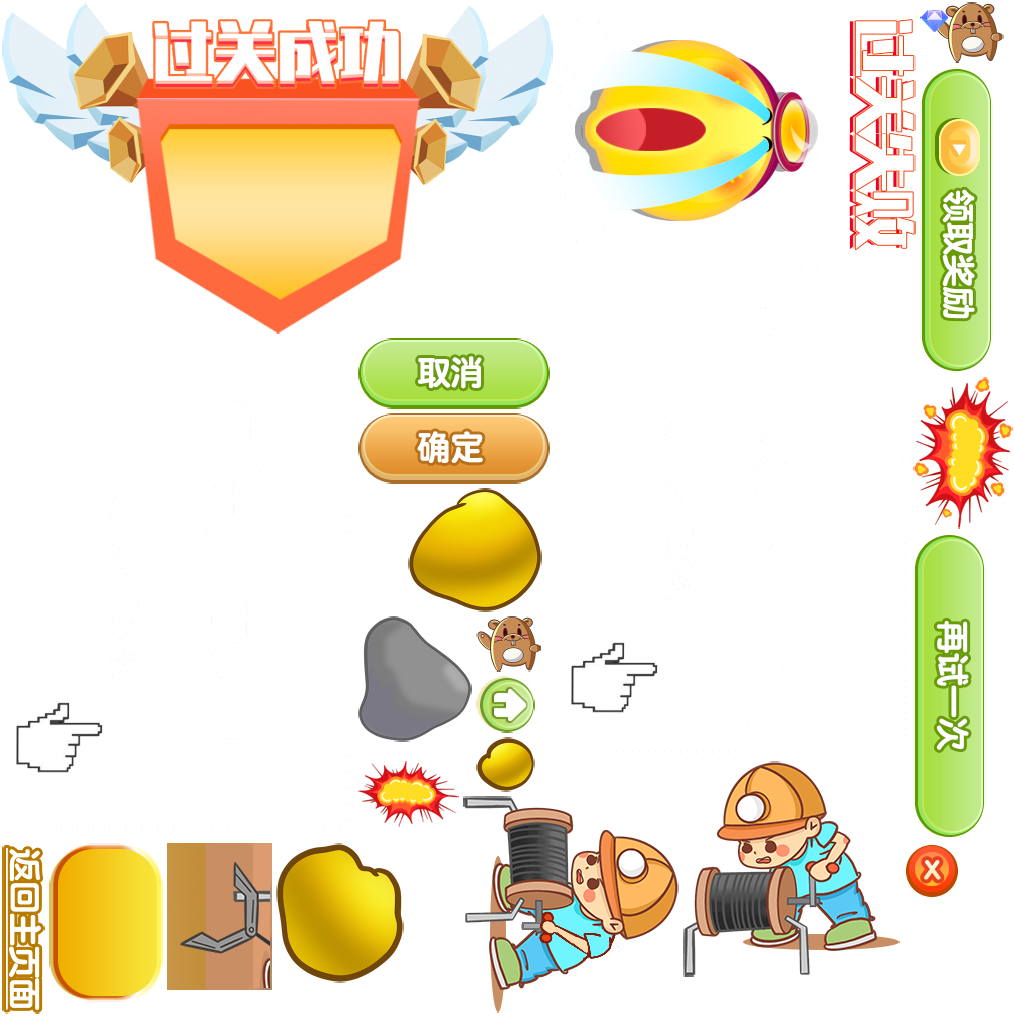 过关成功
过关失败
领取奖励
取消
确定
再试一次
返回主页面